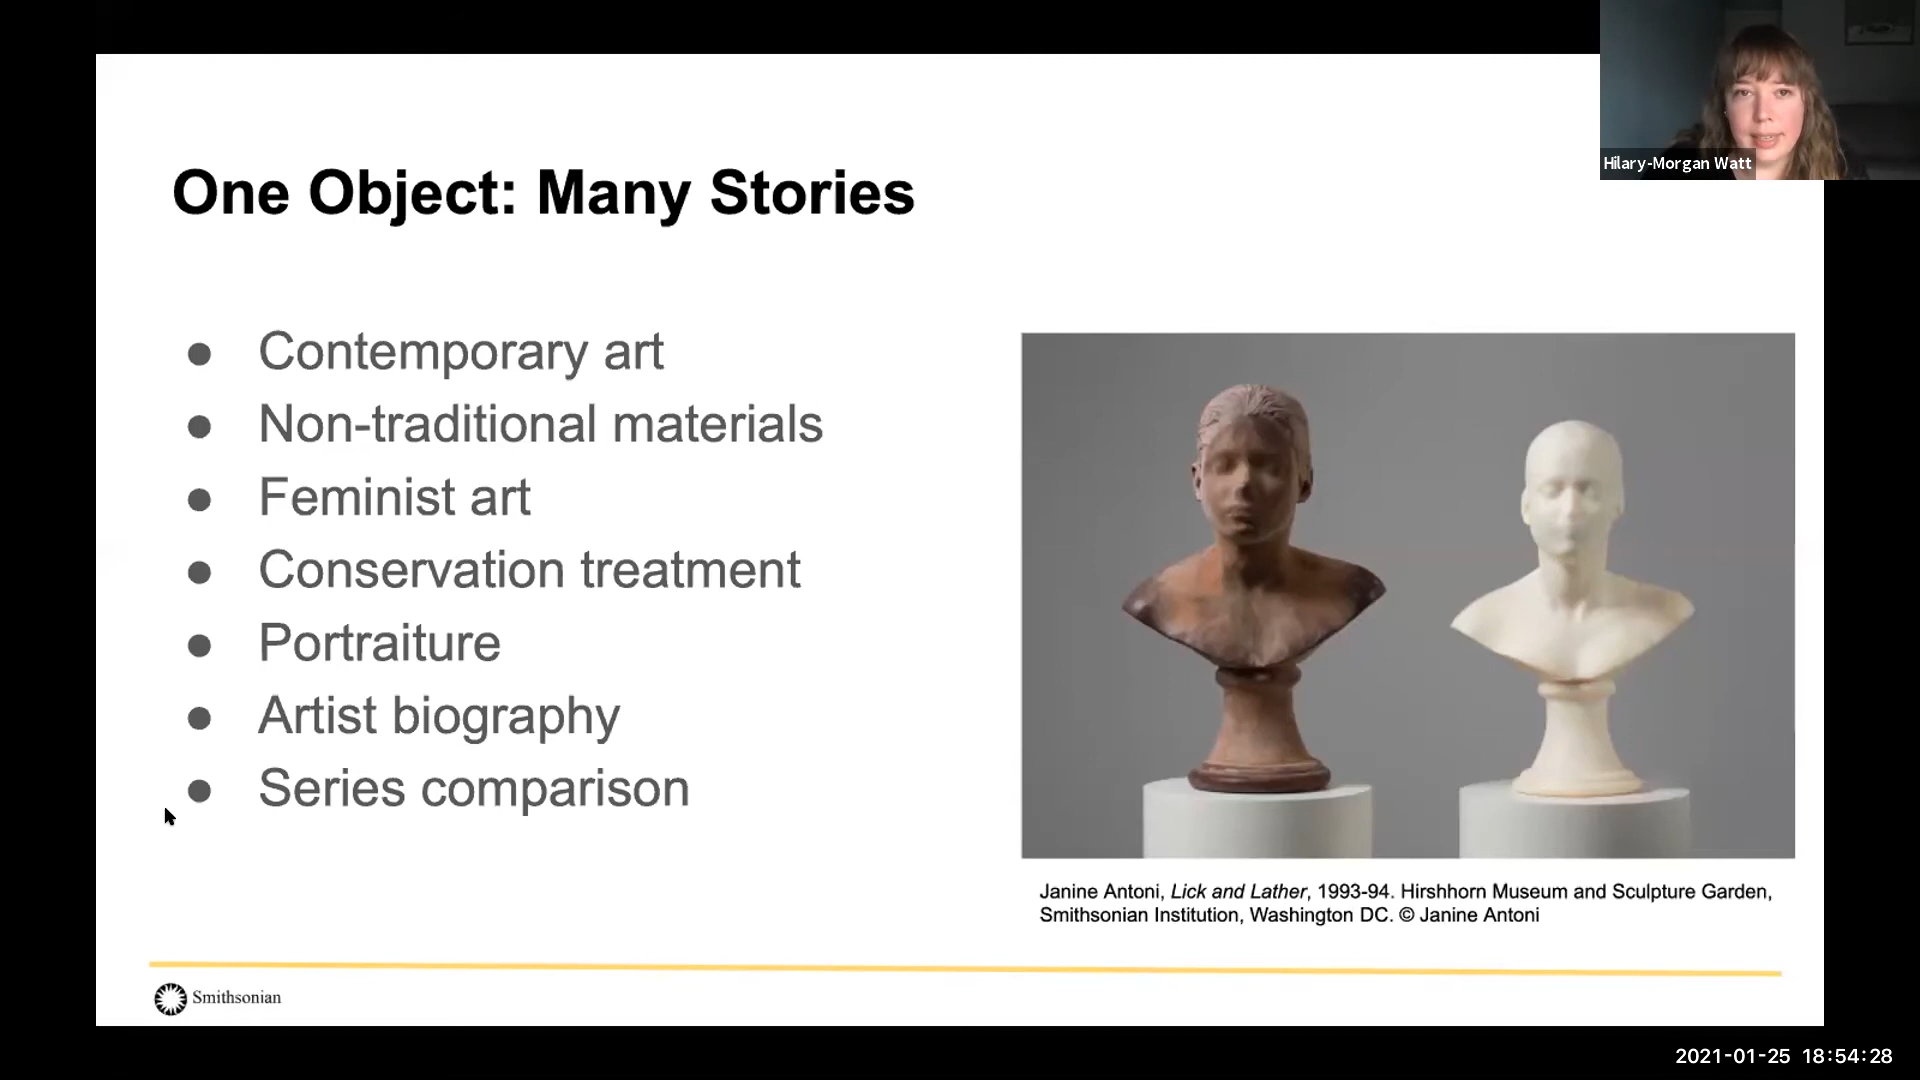 Hilary-Morgan Watt
One Object: Many Stories
● Contemporary art
● Non-traditional materials
● Feminist art
● Conservation treatment
● Portraiture
● Artist biography
● Series comparison
Janine Antoni, Lick and Lather, 1993-94. Hirshhorn Museum and Sculpture Garden,
Smithsonian Institution, Washington DC. © Janine Antoni
Smithsonian
2021-01-25 18:54:28